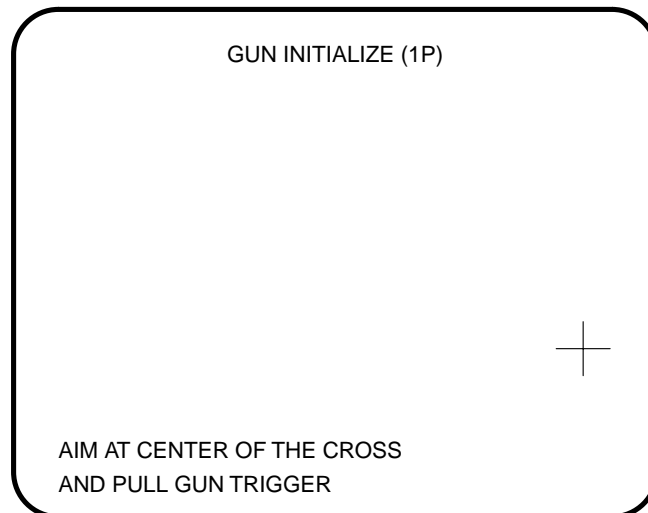 GUN INITIALIZE (1P)
AIM AT CENTER OF THE CROSS
AND PULL GUN TRIGGER